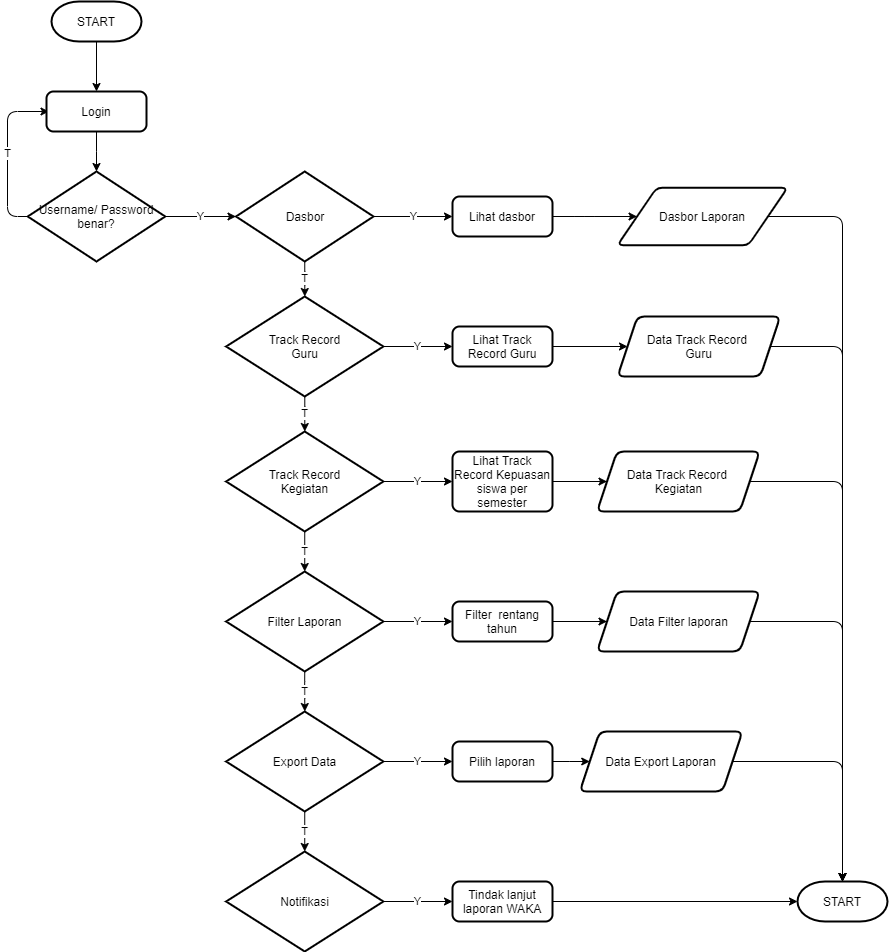 START
Login
T
Username/ Password
benar?
Y
Dasbor
Y
Lihat dasbor
Dasbor Laporan
T
Track Record
Guru
Y
Lihat Track
Record Guru
Data Track Record
Guru
T
Track Record
Kegiatan
Y
Lihat Track
Record Kepuasan
siswa per
semester
Data Track Record
Kegiatan
T
Filter Laporan
Y
Filter rentang
tahun
Data Filter laporan
T
Export Data
Y
Pilih laporan
Data Export Laporan
T
Notifikasi
Y
Tindak lanjut
laporan WAKA
START